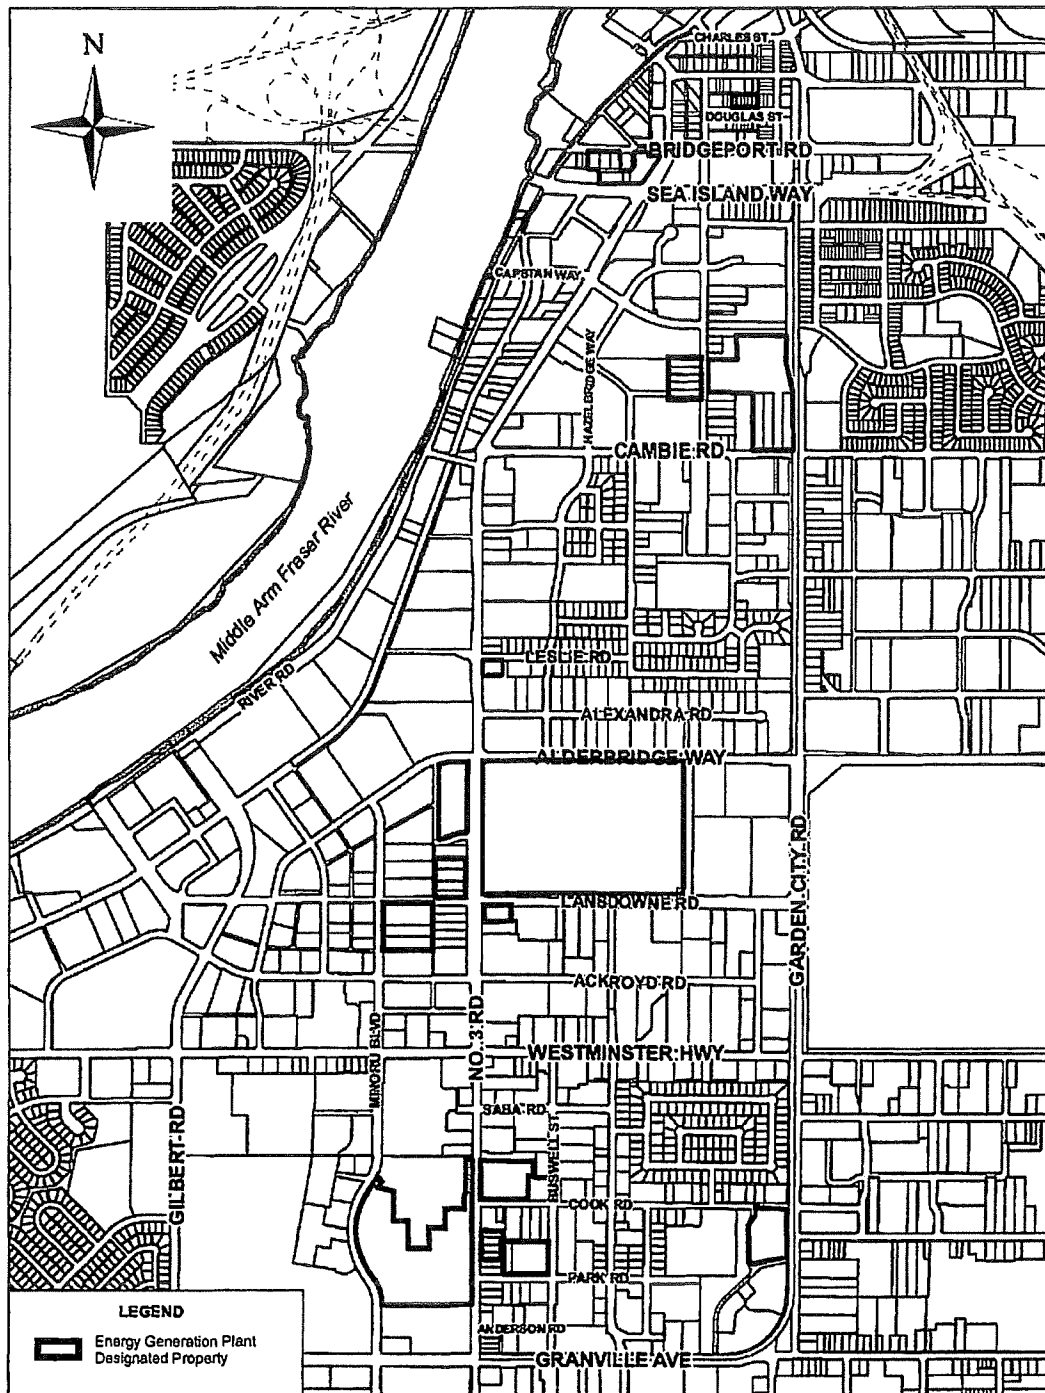 N
CHARLES ST
DOUGLAS ST
BRIDGEPORT RD
SEA ISLAND WAY
CAPSTAN WAY
HAZELBRIDGE WAY
CAMBIE RD
Middle Arm Fraser River
RIVER RD
LESLIE RD
ALEXANDRA RD
ALDERBRIDGE WAY
GARDEN CITY RD
LANSDOWNE RD
ACKROYD RD
NO. 3 RD
MINORU BLVD
WESTMINSTER HWY
SABA RD
GILBERT RD
BUSWELL ST
COOK RD
PARK RD
ANDERSON RD
GRANVILLE AVE
LEGEND
Energy Generation Plant
Designated Property